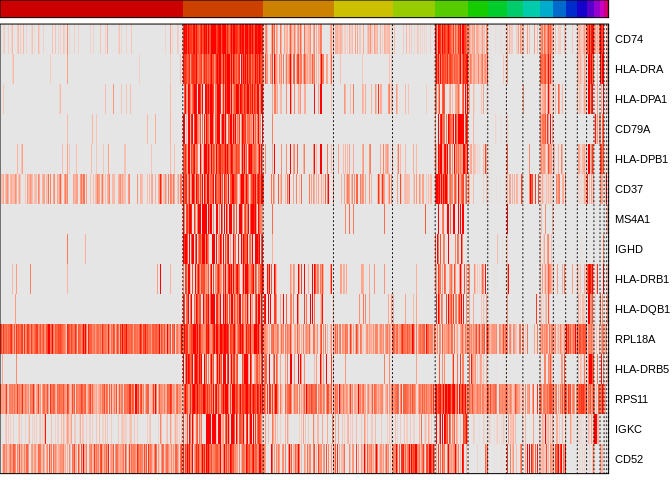 CD74
HLA-DRA
HLA-DPA1
CD79A
HLA-DPB1
CD37
MS4A1
IGHD
HLA-DRB1
HLA-DQB1
RPL18A
HLA-DRB5
RPS11
IGKC
CD52